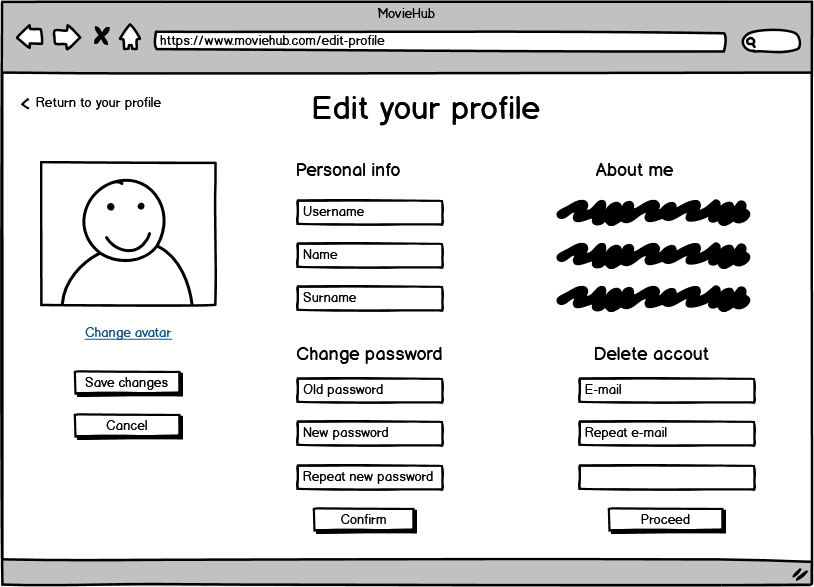 MovieHub
https://www.moviehub.com/edit-profile
Return to your profile
Edit your profile
Change avatar
Save changes
Cancel
Personal info
Username
Name
Surname
About me
Change password
Old password
New password
Repeat new password
Confirm
Delete accout
E-mail
Repeat e-mail
Proceed